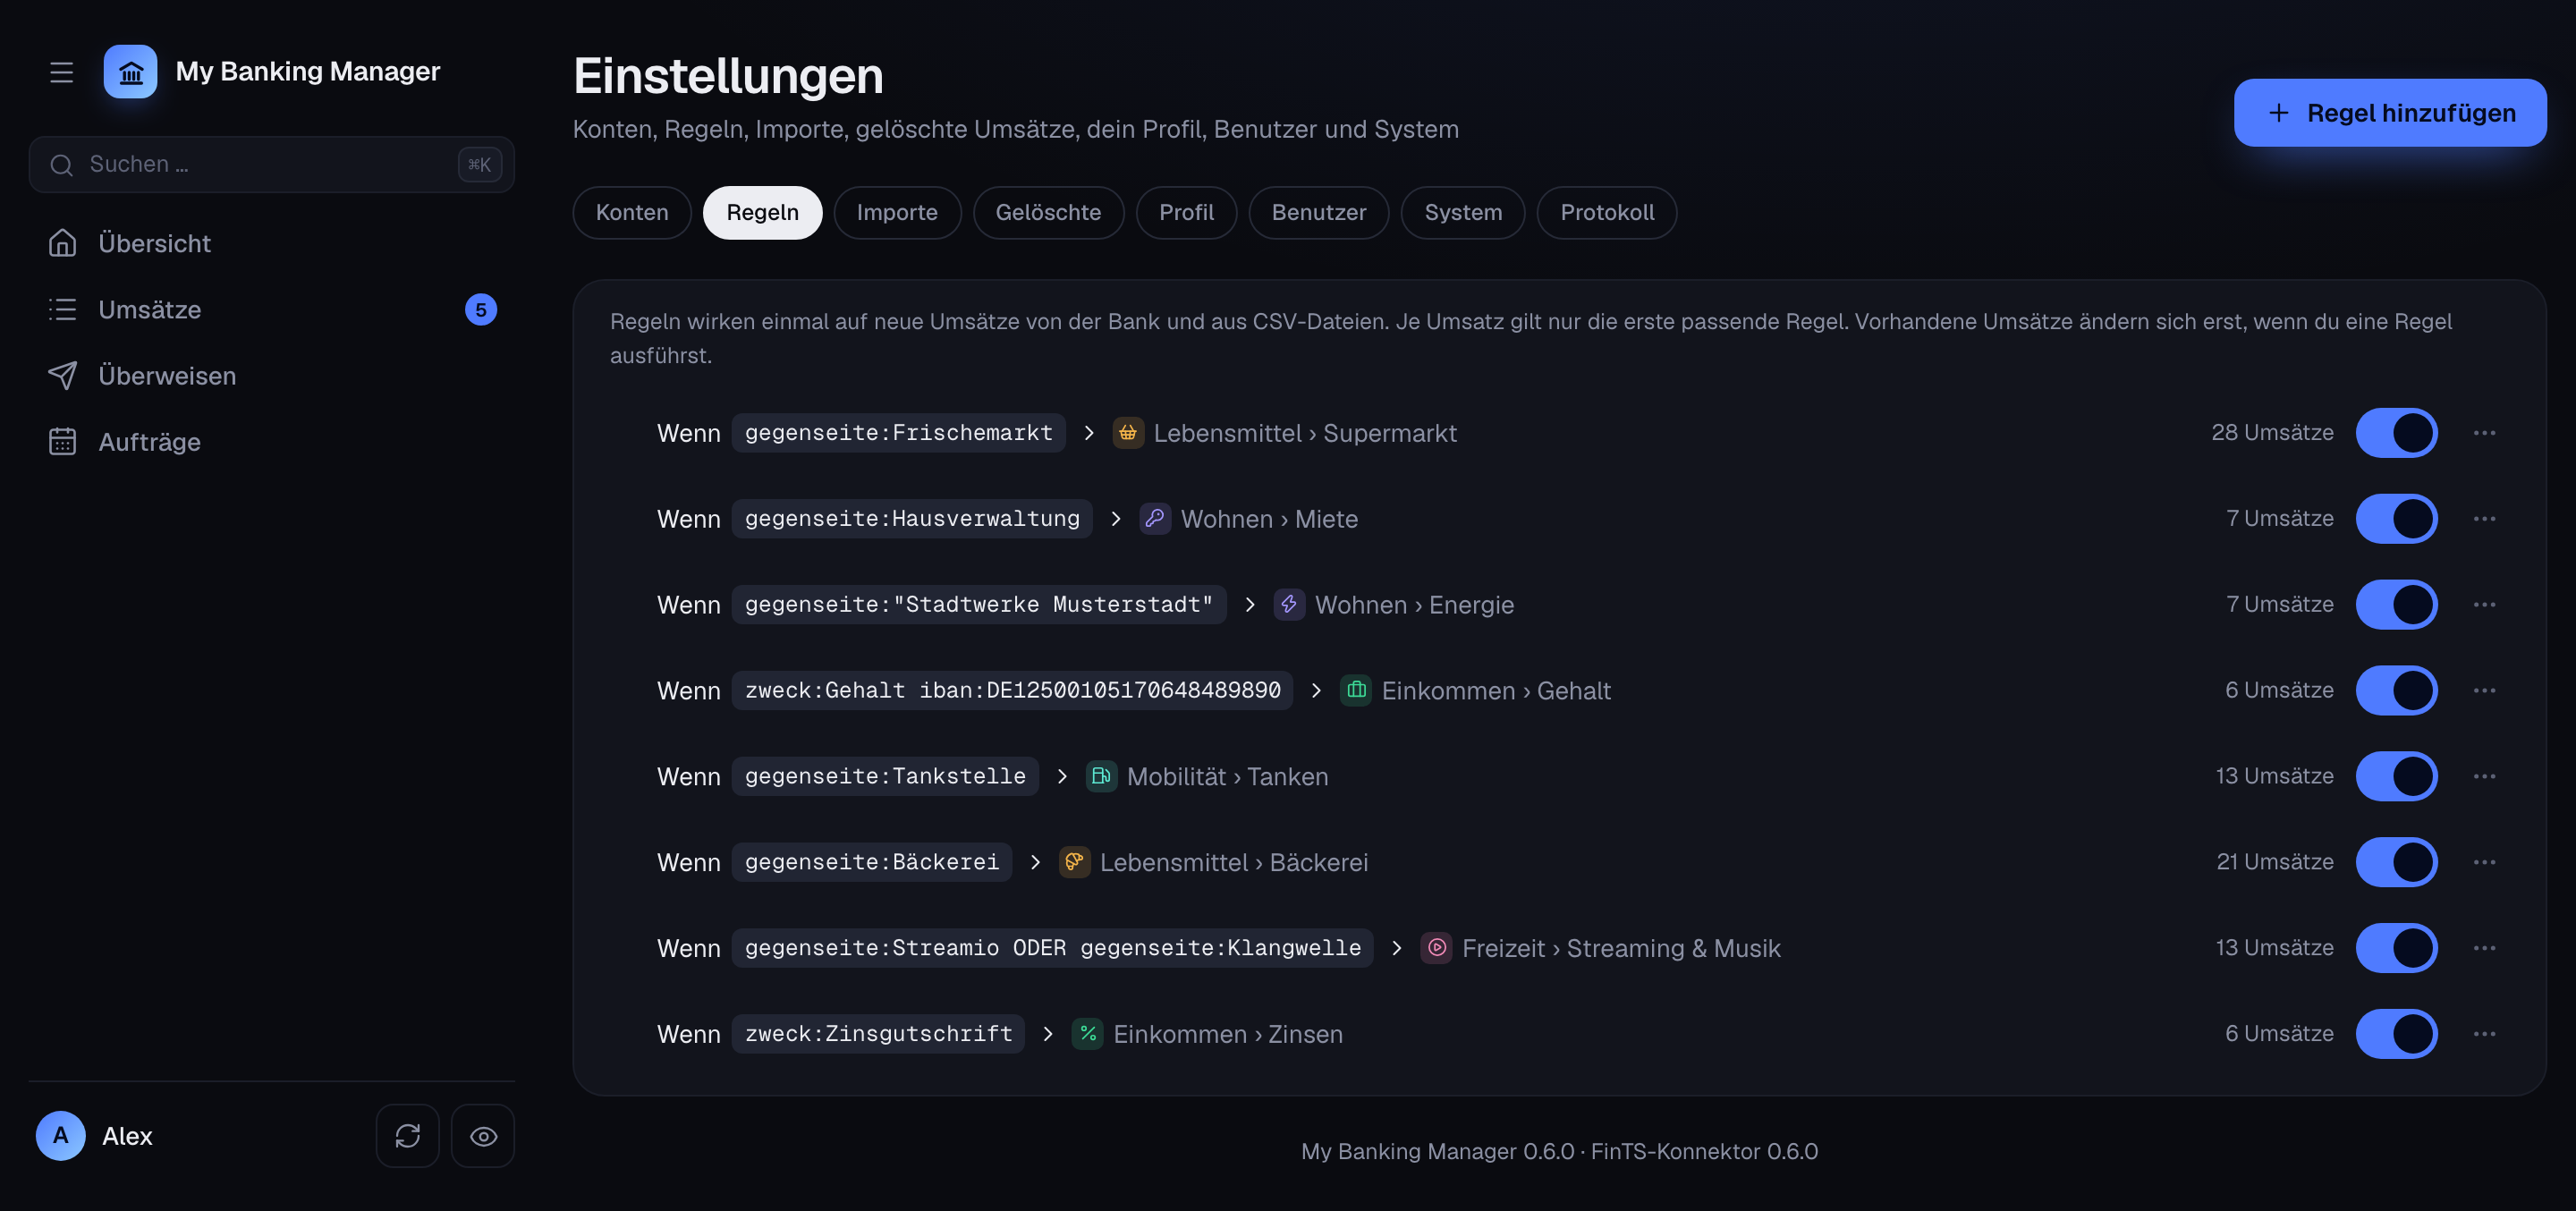 My Banking Manager
Suchen …
⌘K
Übersicht
Umsätze
5
Überweisen
Aufträge
A
Alex
Einstellungen
Konten, Regeln, Importe, gelöschte Umsätze, dein Profil, Benutzer und System
Regel hinzufügen
Konten
Regeln
Importe
Gelöschte
Profil
Benutzer
System
Protokoll
Regeln wirken einmal auf neue Umsätze von der Bank und aus CSV-Dateien. Je Umsatz gilt nur die erste passende Regel. Vorhandene Umsätze ändern sich erst, wenn du eine Regel
ausführst.
Wenn gegenseite:Frischemarkt › Lebensmittel › Supermarkt 28 Umsätze
Wenn gegenseite:Hausverwaltung › Wohnen › Miete 7 Umsätze
Wenn gegenseite:"Stadtwerke Musterstadt" › Wohnen › Energie 7 Umsätze
Wenn zweck:Gehalt iban:DE12500105170648489890 › Einkommen › Gehalt 6 Umsätze
Wenn gegenseite:Tankstelle › Mobilität › Tanken 13 Umsätze
Wenn gegenseite:Bäckerei › Lebensmittel › Bäckerei 21 Umsätze
Wenn gegenseite:Streamio ODER gegenseite:Klangwelle › Freizeit › Streaming & Musik 13 Umsätze
Wenn zweck:Zinsgutschrift › Einkommen › Zinsen 6 Umsätze
My Banking Manager 0.6.0 · FinTS-Konnektor 0.6.0